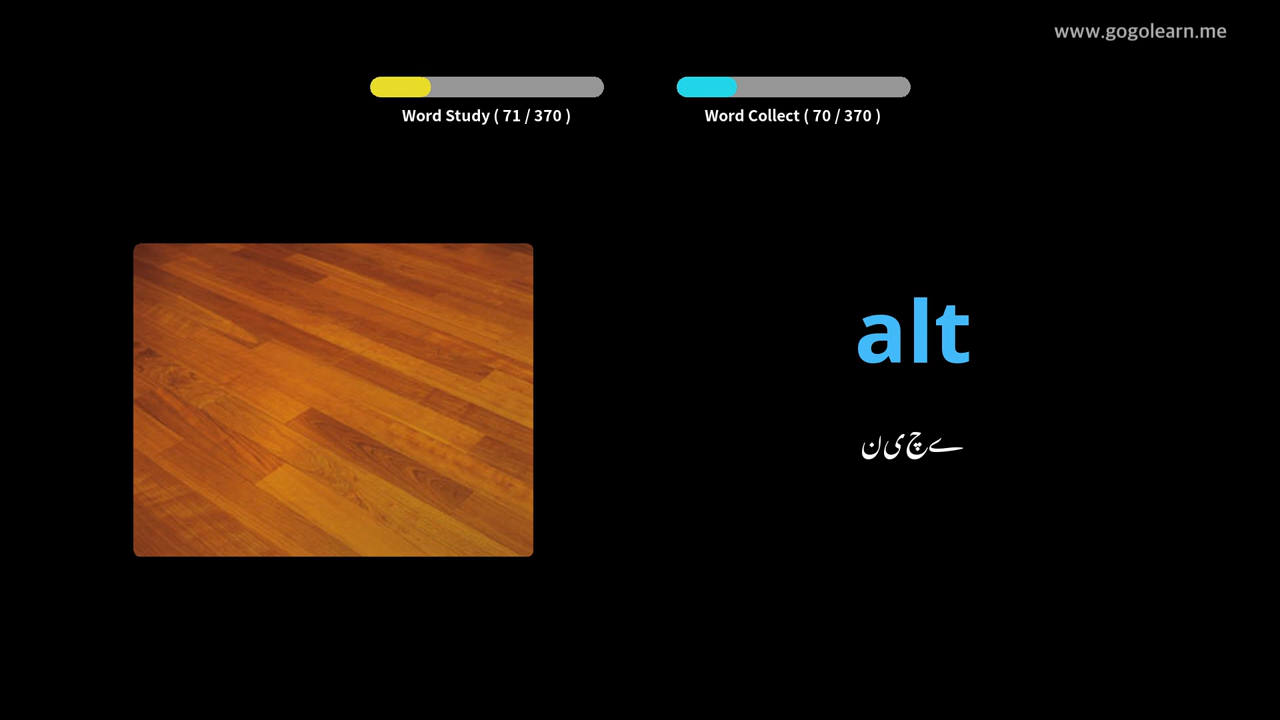 www.gogolearn.me
Word Study ( 71 / 370 )
Word Collect ( 70 / 370 )
alt
ے چ ی ن